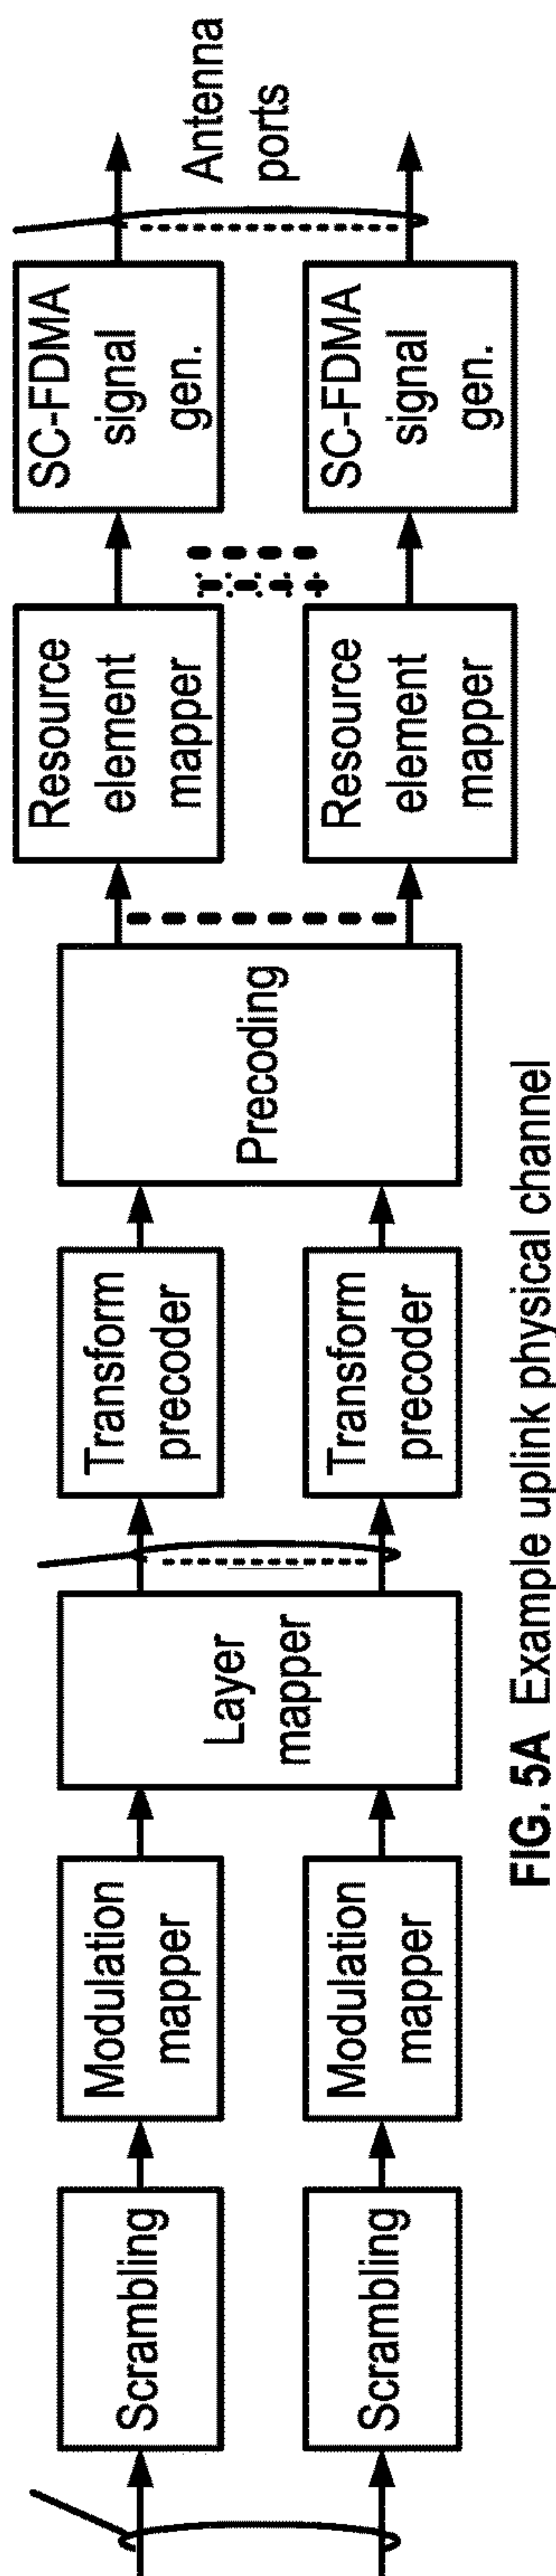 Scrambling
Scrambling
Modulation
mapper
Modulation
mapper
Layer
mapper
Transform
precoder
Transform
precoder
Precoding
Resource
element
mapper
Resource
element
mapper
SC-FDMA
signal
gen.
SC-FDMA
signal
gen.
Antenna
ports
FIG. 5A Example uplink physical channel